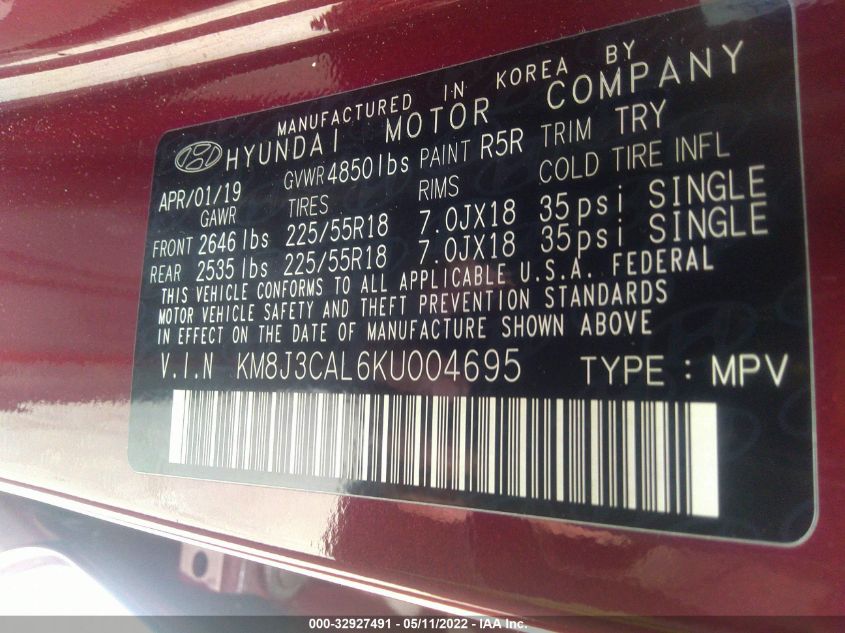 MANUFACTURED IN KOREA BY
HYUNDAI MOTOR COMPANY
APR/01/19 GVWR 4850 lbs PAINT R5R TRIM TRY
GAWR TIRES RIMS COLD TIRE INFL
FRONT 2646 lbs 225/55R18 7.0JX18 35psi SINGLE
REAR 2535 lbs 225/55R18 7.0JX18 35psi SINGLE
THIS VEHICLE CONFORMS TO ALL APPLICABLE U.S.A. FEDERAL
MOTOR VEHICLE SAFETY AND THEFT PREVENTION STANDARDS
IN EFFECT ON THE DATE OF MANUFACTURE SHOWN ABOVE
V.I.N KM8J3CAL6KU004695 TYPE : MPV
000-32927491 - 05/11/2022 - IAA Inc.